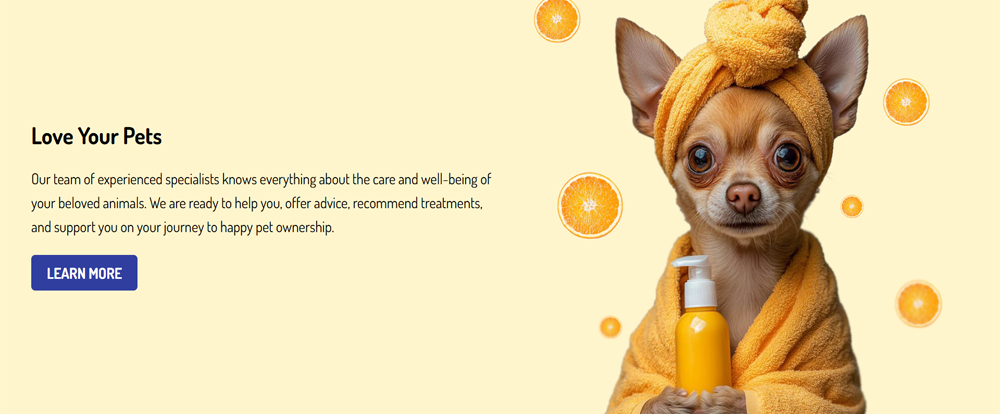 Love Your Pets
Our team of experienced specialists knows everything about the care and well-being of
your beloved animals. We are ready to help you, offer advice, recommend treatments,
and support you on your journey to happy pet ownership.
LEARN MORE